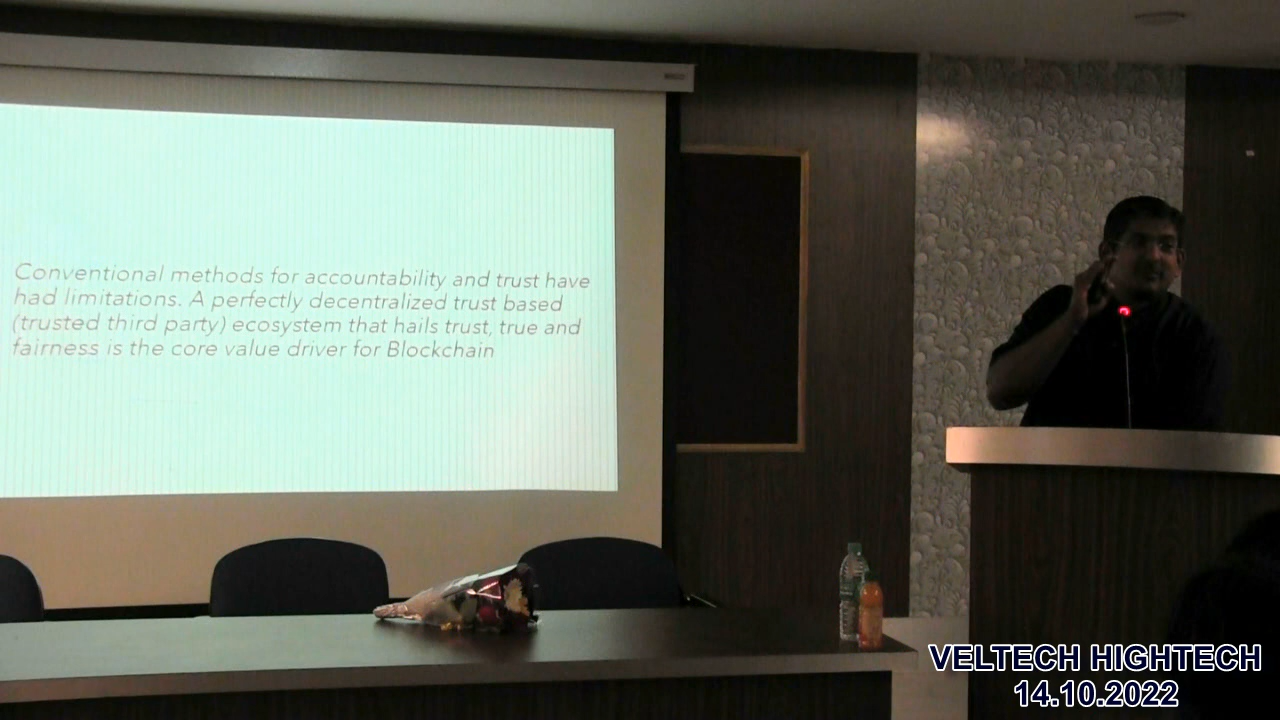 Conventional methods for accountability and trust have
had limitations. A perfectly decentralized trust based
(trusted third party) ecosystem that hails trust, true and
fairness is the core value driver for Blockchain
VELTECH HIGHTECH
14.10.2022